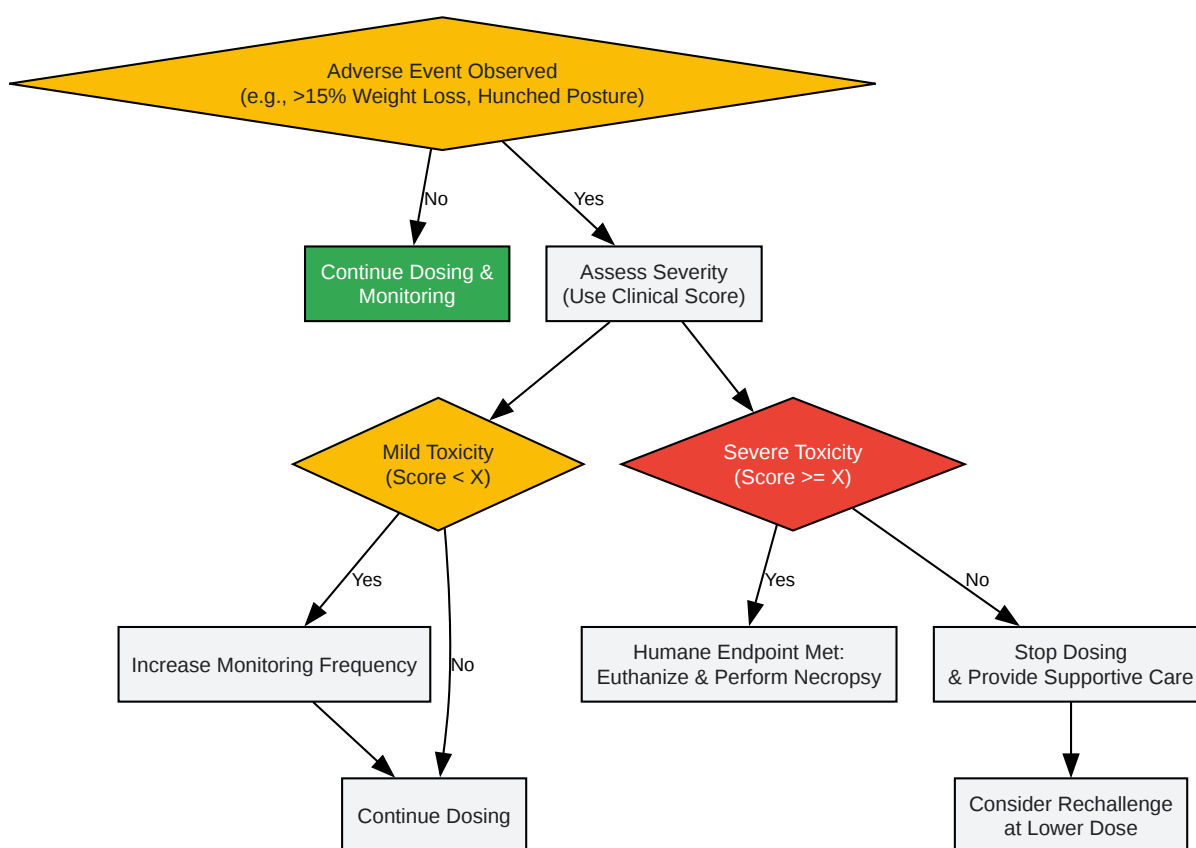 Adverse Event Observed
(e.g., >15% Weight Loss, Hunched Posture)
No
Yes
Continue Dosing &
Monitoring
Assess Severity
(Use Clinical Score)
Mild Toxicity
(Score < X)
Severe Toxicity
(Score >= X)
Yes
No
Yes
No
Increase Monitoring Frequency
Humane Endpoint Met:
Euthanize & Perform Necropsy
Stop Dosing
& Provide Supportive Care
Continue Dosing
Consider Rechallenge
at Lower Dose